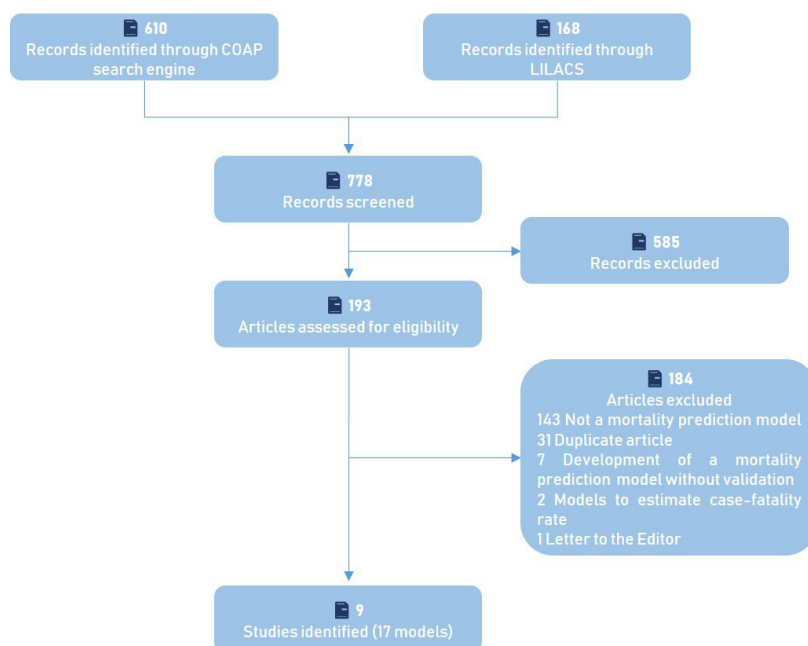 610
Records identified through COAP
search engine
168
Records identified through
LILACS
778
Records screened
585
Records excluded
193
Articles assessed for eligibility
184
Articles excluded
143 Not a mortality prediction model
31 Duplicate article
7 Development of a mortality
prediction model without validation
2 Models to estimate case-fatality
rate
1 Letter to the Editor
9
Studies identified (17 models)